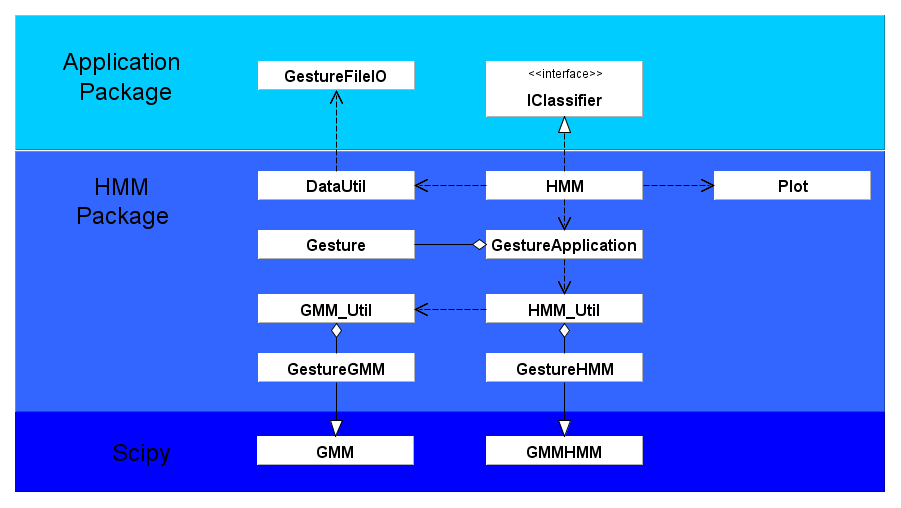 Application
Package
GestureFileIO
<<interface>>
IClassifier
HMM
Package
DataUtil
HMM
Plot
Gesture
GestureApplication
GMM_Util
HMM_Util
GestureGMM
GestureHMM
Scipy
GMM
GMMHMM